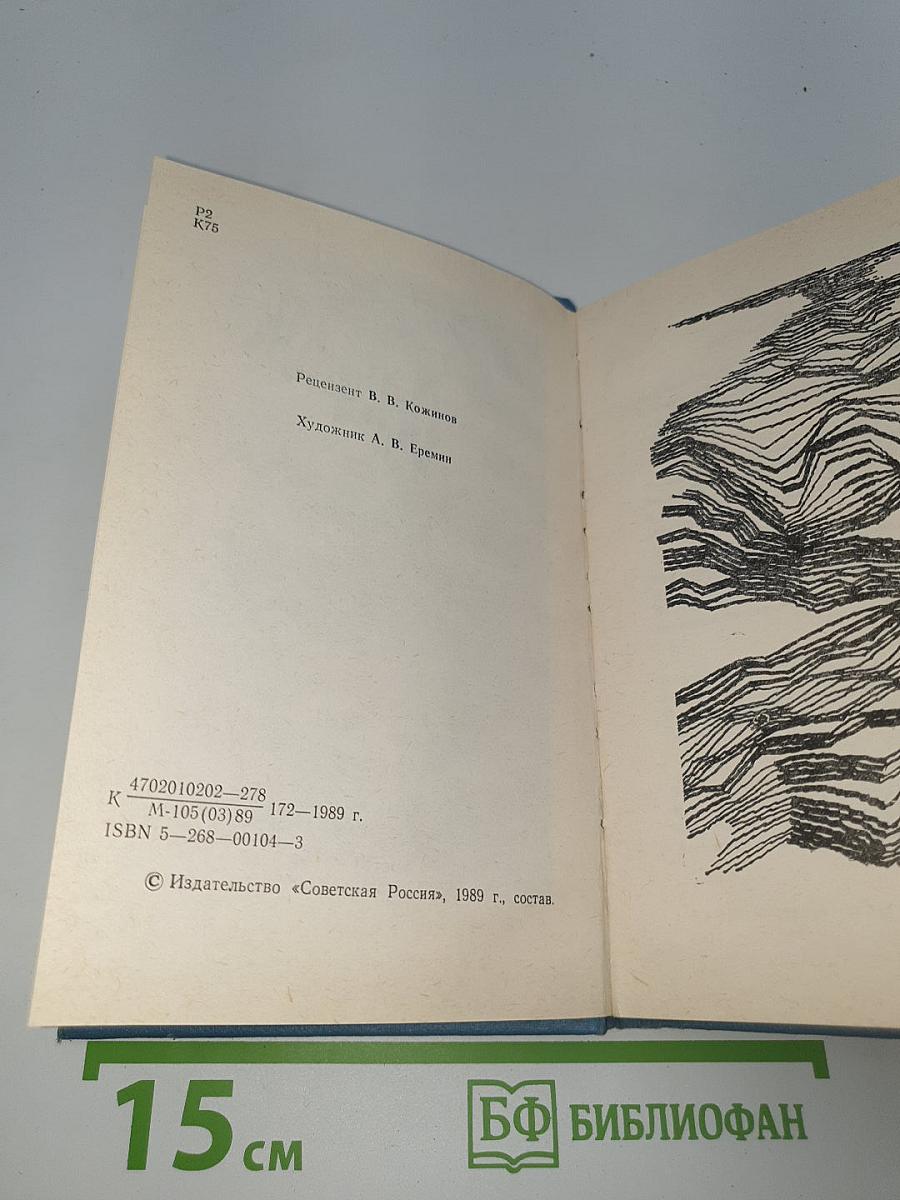 Р2
К75
Рецензент В. В. Кожинов
Художник А. В. Еремин
К 4702010202—278
М-105(03)89 172—1989 г.
ISBN 5—268—00104—3
© Издательство «Советская Россия», 1989 г., состав.
15 см
БФ БИБЛИОФАН